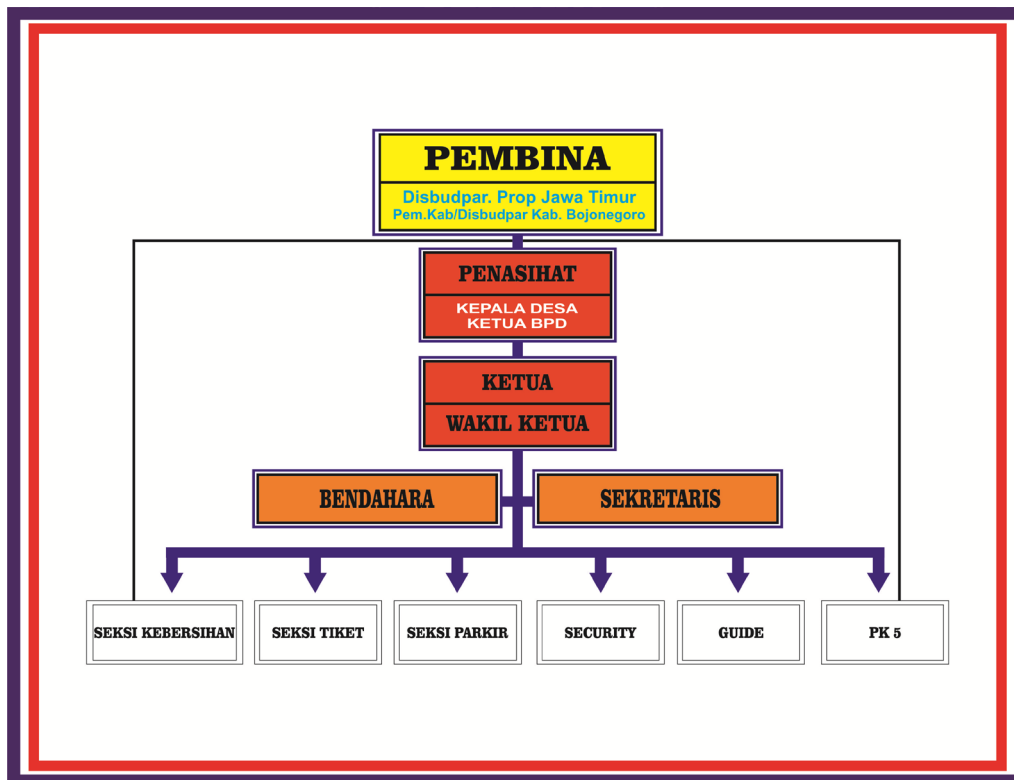 PEMBINA
Disbudpar. Prop Jawa Timur
Pem.Kab/Disbudpar Kab. Bojonegoro
PENASIHAT
KEPALA DESA
KETUA BPD
KETUA
WAKIL KETUA
BENDAHARA
SEKRETARIS
SEKSI KEBERSIHAN
SEKSI TIKET
SEKSI PARKIR
SECURITY
GUIDE
PK 5